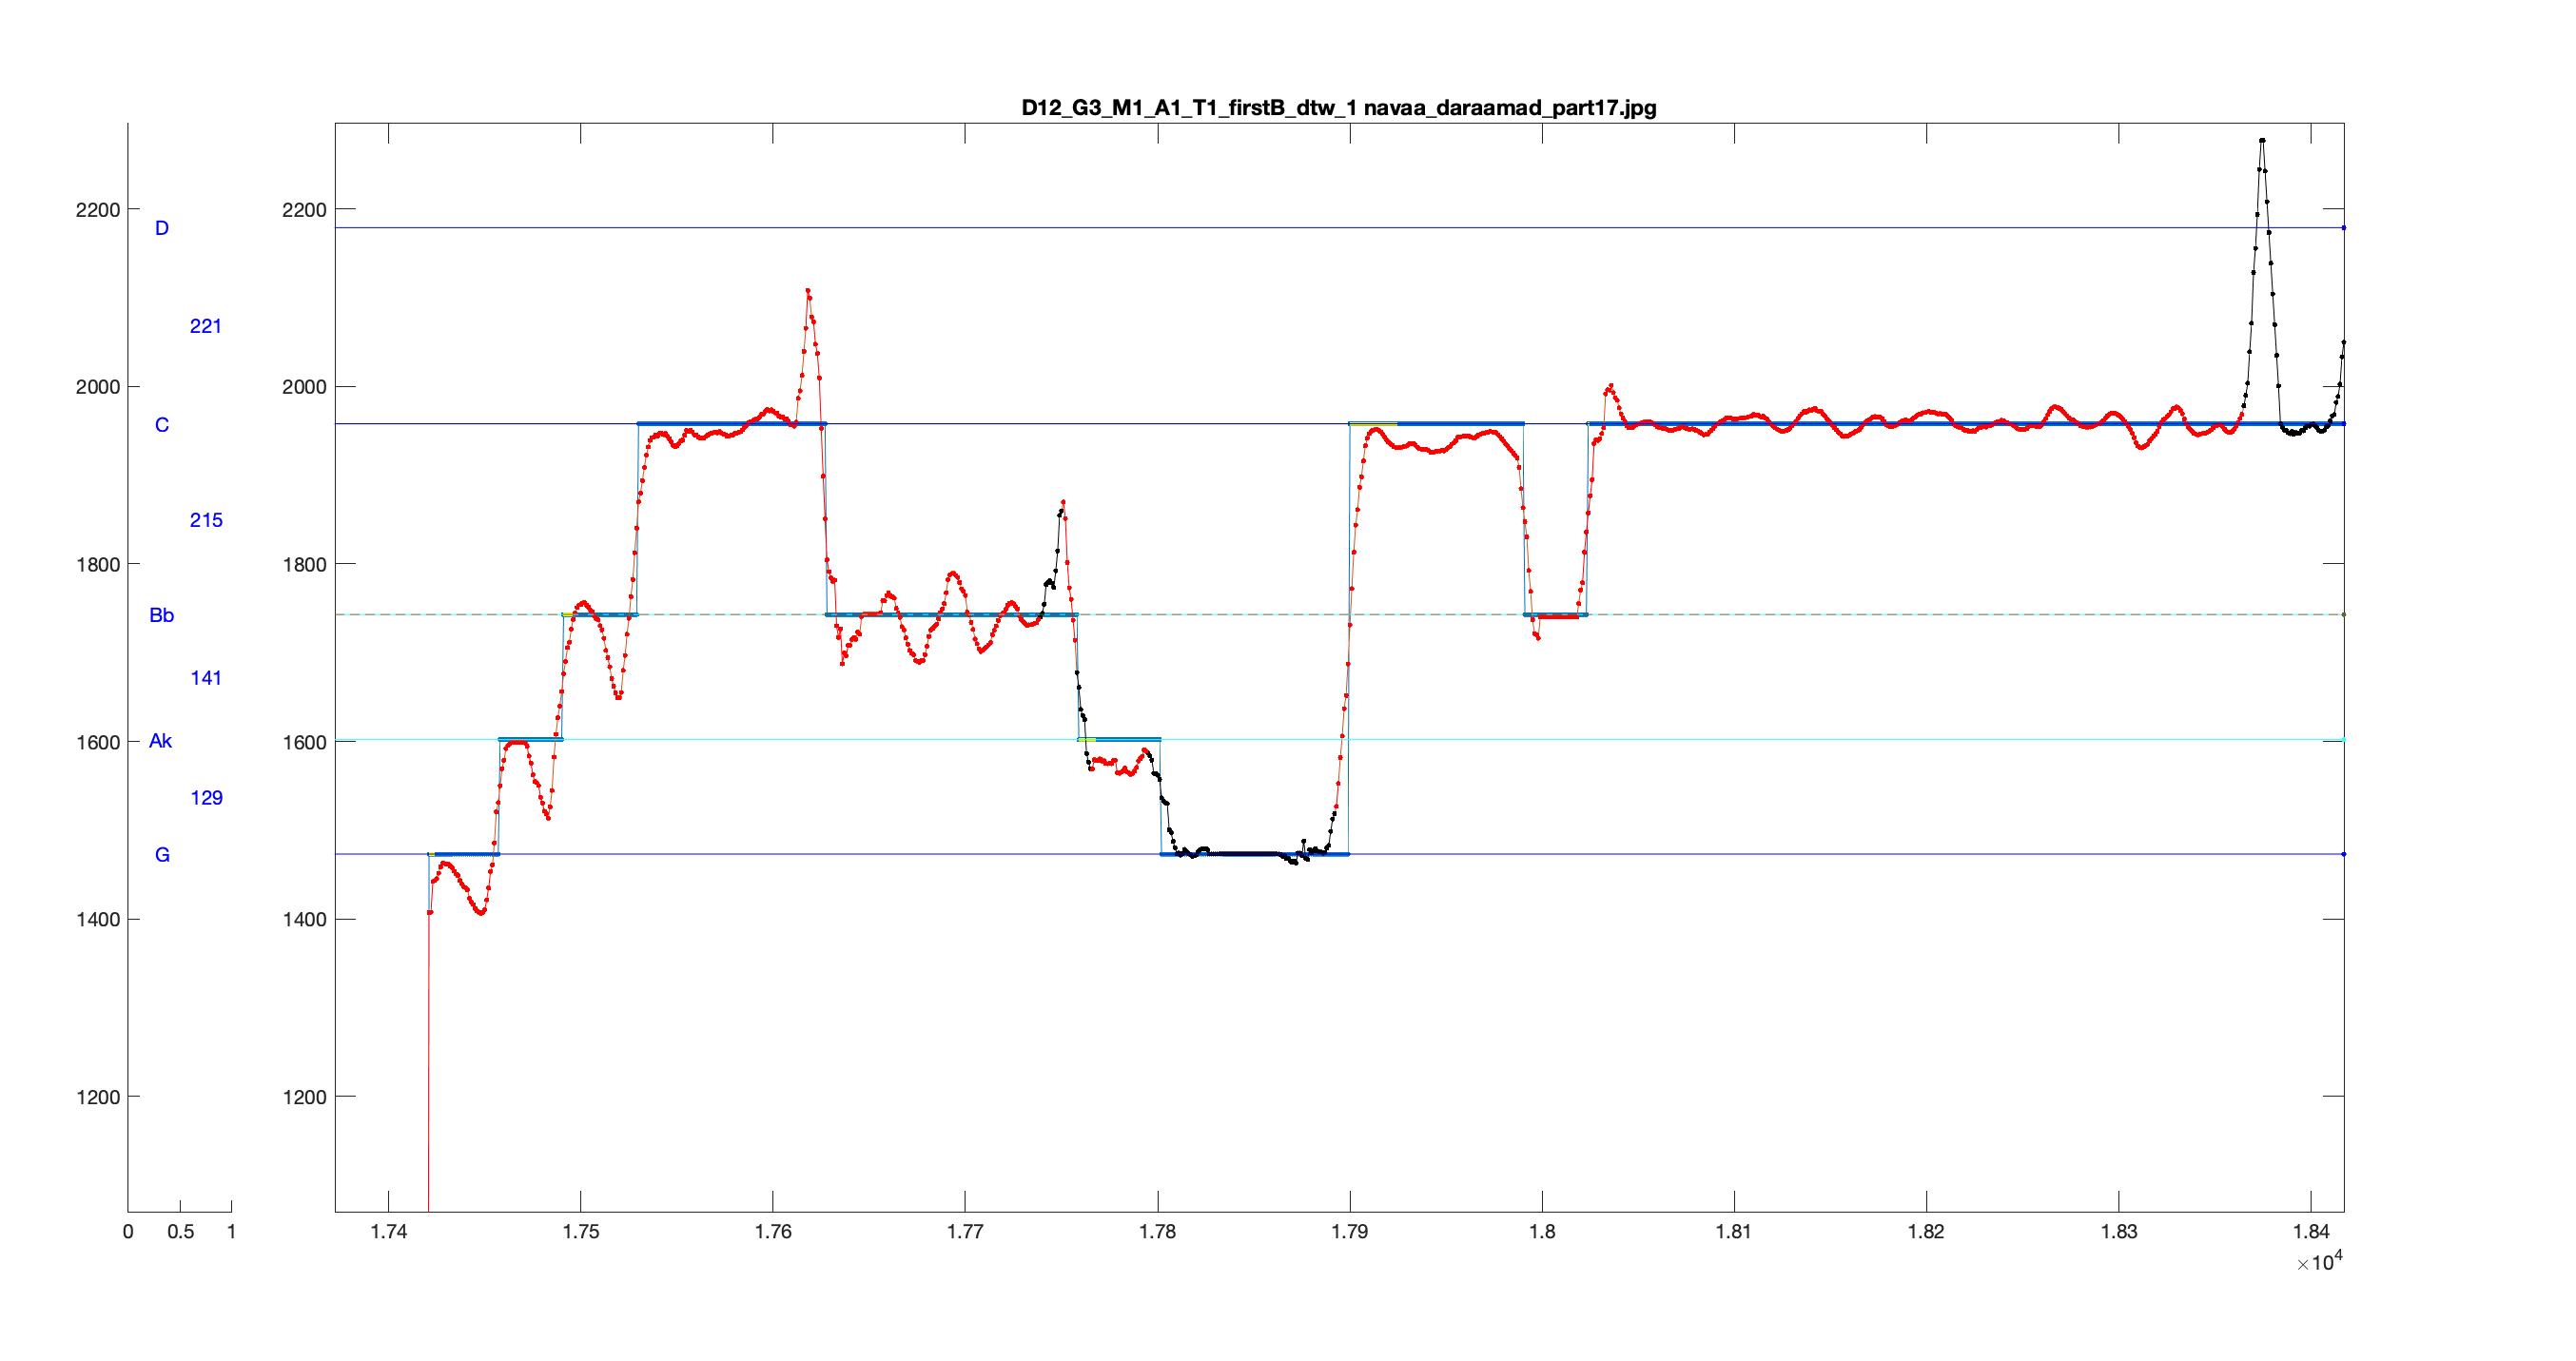 D12_G3_M1_A1_T1_firstB_dtw_1 navaa_daraamad_part17.jpg
2200 D 2200
221
2000 2000
C
215
1800 1800
Bb
141
1600 Ak 1600
129
G
1400 1400
1200 1200
0 0.5 1 1.74 1.75 1.76 1.77 1.78 1.79 1.8 1.81 1.82 1.83 1.84
×10⁴